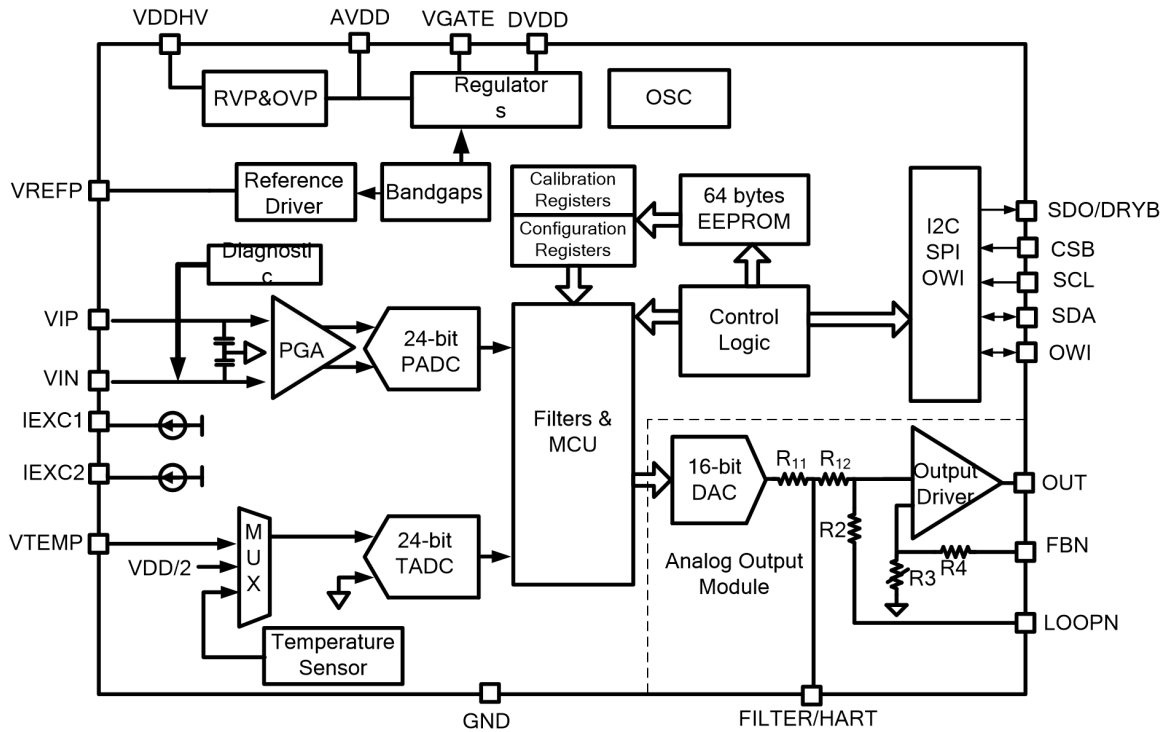 VDDHV
AVDD
VGATE
DVDD
RVP&OVP
Regulator
s
OSC
VREFP
Reference
Driver
Bandgaps
Calibration
Registers
Configuration
Registers
64 bytes
EEPROM
I2C
SPI
OWI
SDO/DRYB
CSB
SCL
SDA
OWI
Diagnosti
c
VIP
VIN
PGA
24-bit
PADC
Control
Logic
IEXC1
IEXC2
Filters &
MCU
16-bit
DAC
R11
R12
R2
Output
Driver
OUT
FBN
R3
R4
LOOPN
Analog Output
Module
VTEMP
VDD/2
M
U
X
24-bit
TADC
Temperature
Sensor
GND
FILTER/HART